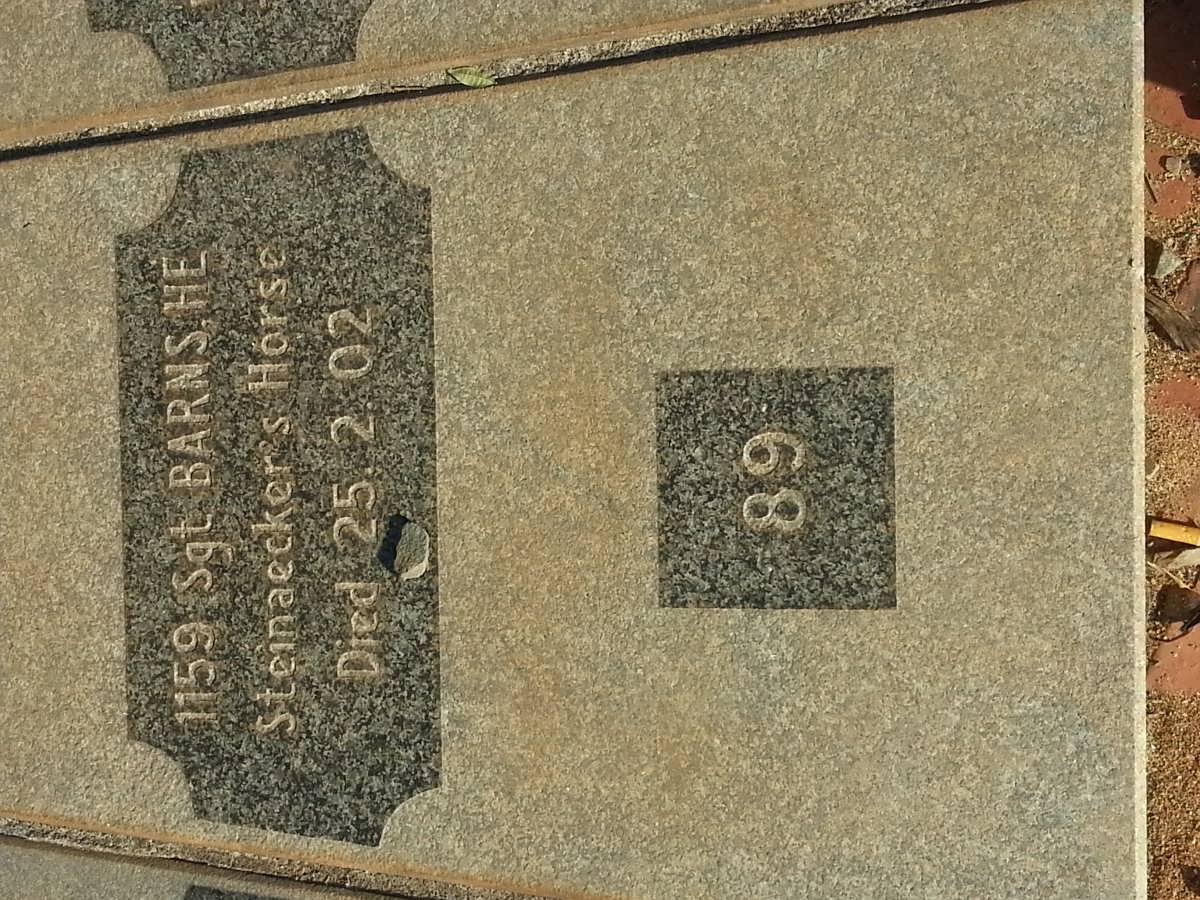 1159 Sgt BARNS, HE
Steinaecker's Horse
Died 25. 2 02
89